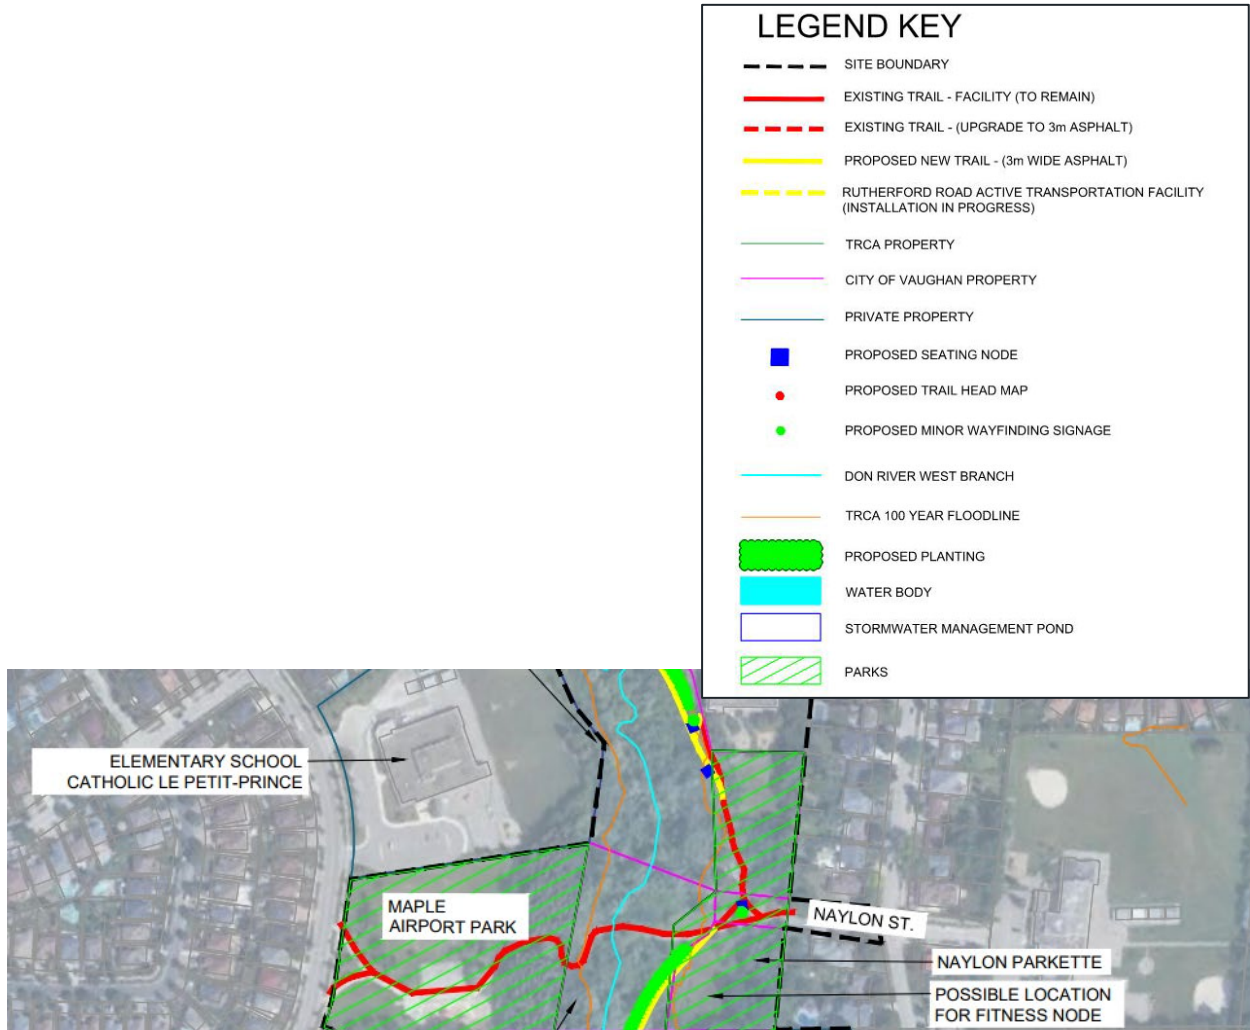 LEGEND KEY
SITE BOUNDARY
EXISTING TRAIL - FACILITY (TO REMAIN)
EXISTING TRAIL - (UPGRADE TO 3m ASPHALT)
PROPOSED NEW TRAIL - (3m WIDE ASPHALT)
RUTHERFORD ROAD ACTIVE TRANSPORTATION FACILITY
(INSTALLATION IN PROGRESS)
TRCA PROPERTY
CITY OF VAUGHAN PROPERTY
PRIVATE PROPERTY
PROPOSED SEATING NODE
PROPOSED TRAIL HEAD MAP
PROPOSED MINOR WAYFINDING SIGNAGE
DON RIVER WEST BRANCH
TRCA 100 YEAR FLOODLINE
PROPOSED PLANTING
WATER BODY
STORMWATER MANAGEMENT POND
PARKS
ELEMENTARY SCHOOL
CATHOLIC LE PETIT-PRINCE
MAPLE
AIRPORT PARK
NAYLON ST.
NAYLON PARKETTE
POSSIBLE LOCATION
FOR FITNESS NODE